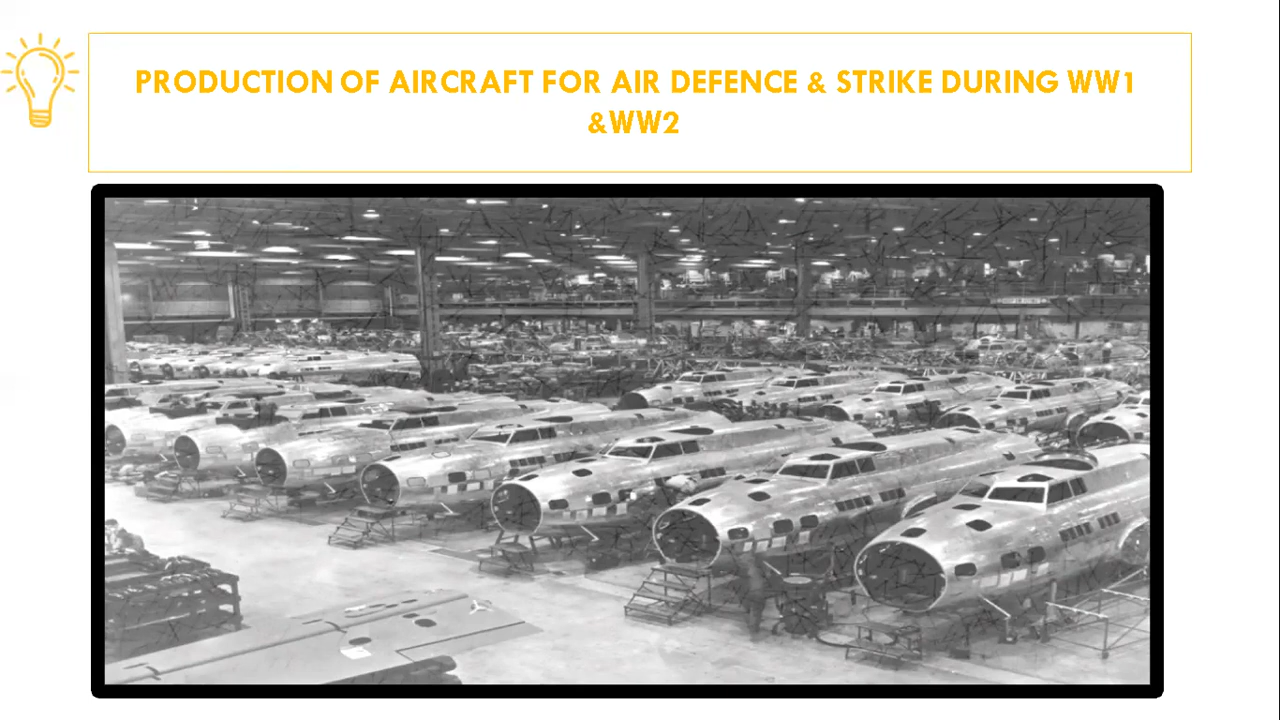 PRODUCTION OF AIRCRAFT FOR AIR DEFENCE & STRIKE DURING WW1
&WW2